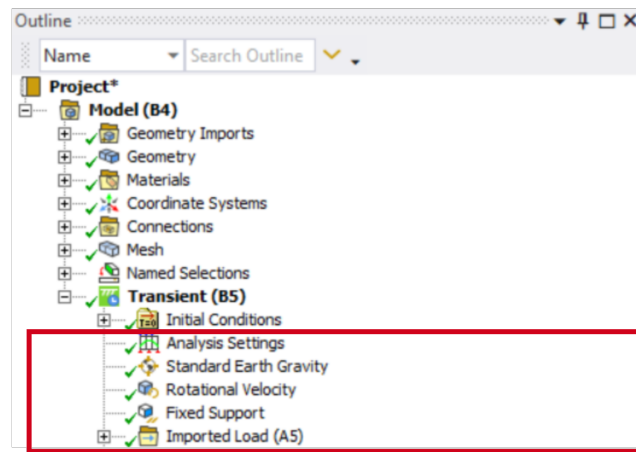 Outline
Name Search Outline
Project*
Model (B4)
Geometry Imports
Geometry
Materials
Coordinate Systems
Connections
Mesh
Named Selections
Transient (B5)
T=0 Initial Conditions
Analysis Settings
Standard Earth Gravity
Rotational Velocity
Fixed Support
Imported Load (A5)